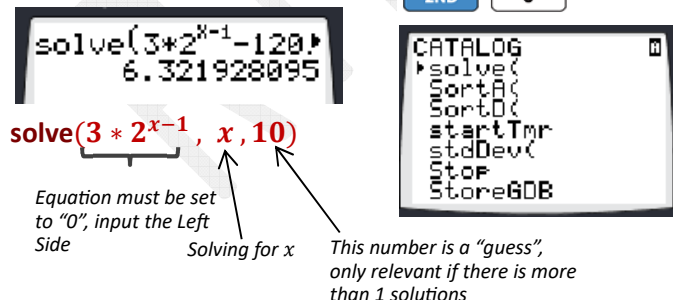 END
solve(3*2^X-1-120
6.321928095
CATALOG
solve(
SortA(
SortD(
startTmr
stdDev(
Stop
StoreGDB
solve(3 ∗ 2^{x−1} , x , 10)
Equation must be set
to “0”, input the Left
Side
Solving for x
This number is a “guess”,
only relevant if there is more
than 1 solutions